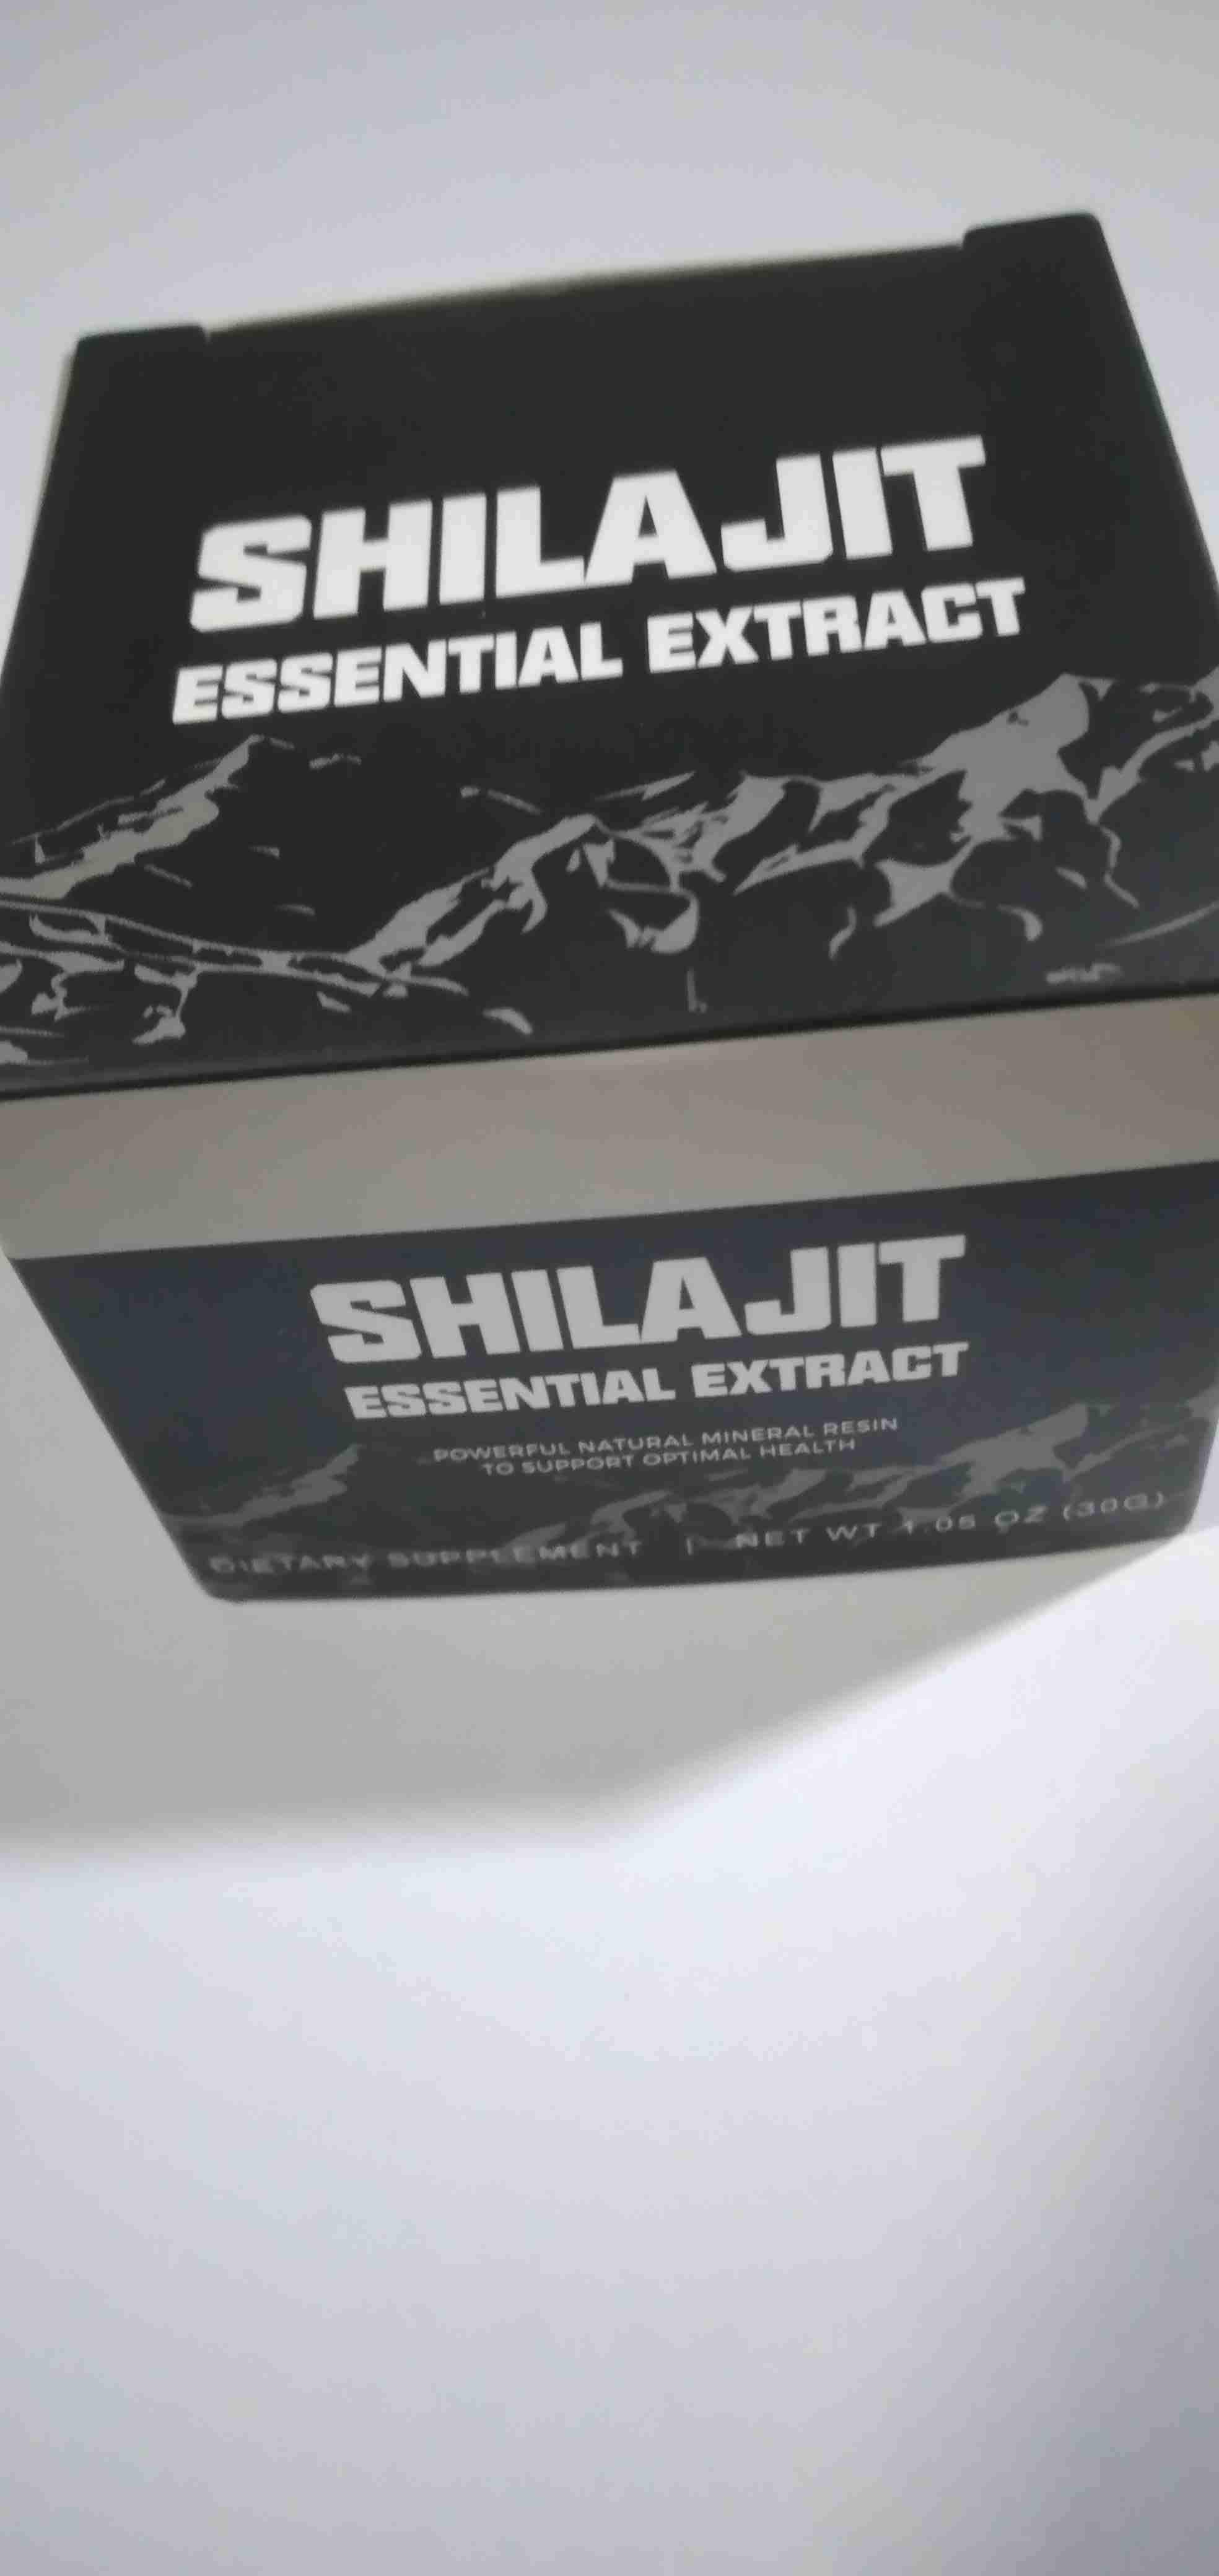 SHILAJIT
ESSENTIAL EXTRACT
SHILAJIT
ESSENTIAL EXTRACT
POWERFUL NATURAL MINERAL RESIN
TO SUPPORT OPTIMAL HEALTH
DIETARY SUPPLEMENT | NET WT 1.05 OZ (30G)